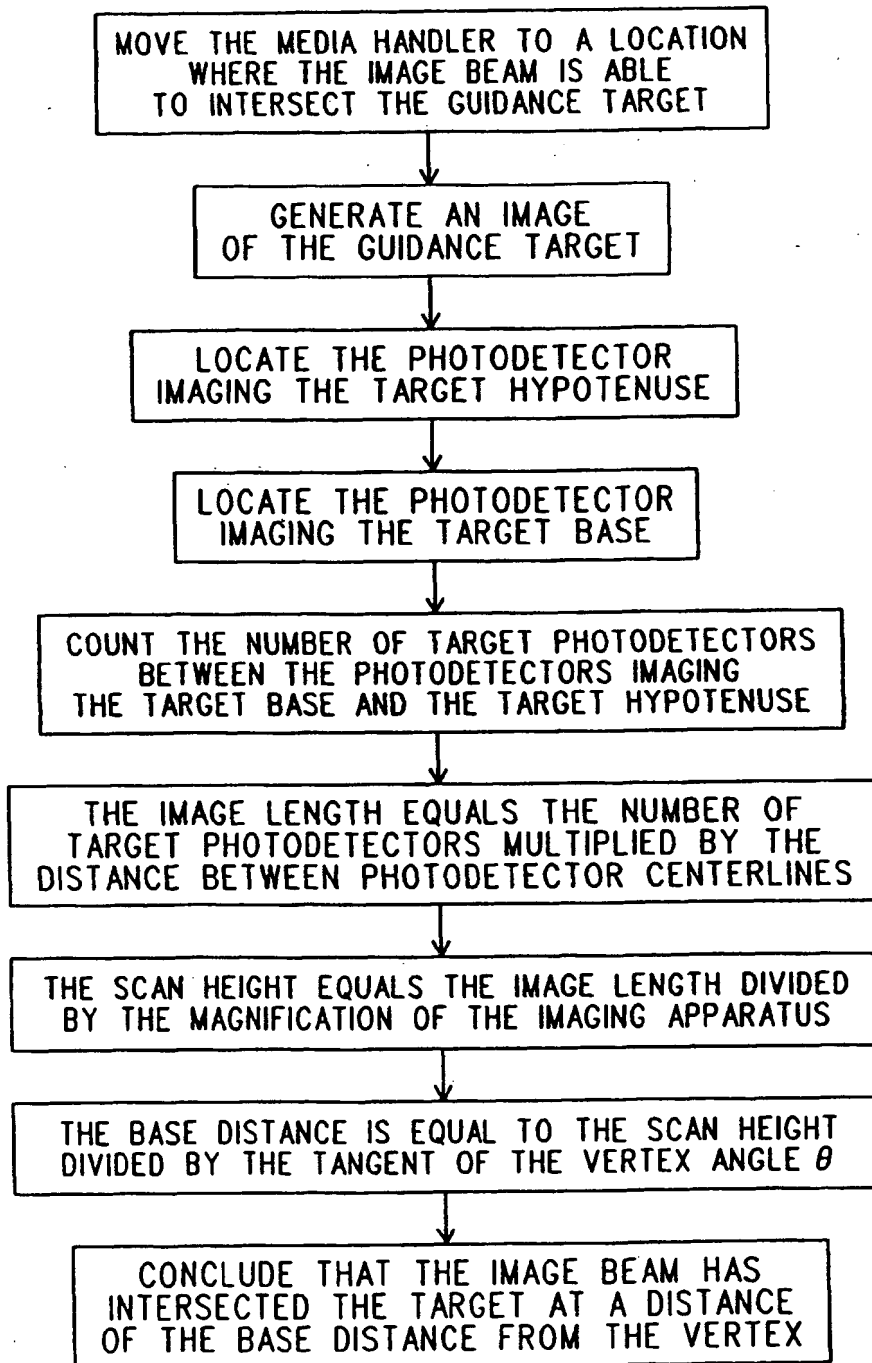 MOVE THE MEDIA HANDLER TO A LOCATION
WHERE THE IMAGE BEAM IS ABLE
TO INTERSECT THE GUIDANCE TARGET
GENERATE AN IMAGE
OF THE GUIDANCE TARGET
LOCATE THE PHOTODETECTOR
IMAGING THE TARGET HYPOTENUSE
LOCATE THE PHOTODETECTOR
IMAGING THE TARGET BASE
COUNT THE NUMBER OF TARGET PHOTODETECTORS
BETWEEN THE PHOTODETECTORS IMAGING
THE TARGET BASE AND THE TARGET HYPOTENUSE
THE IMAGE LENGTH EQUALS THE NUMBER OF
TARGET PHOTODETECTORS MULTIPLIED BY THE
DISTANCE BETWEEN PHOTODETECTOR CENTERLINES
THE SCAN HEIGHT EQUALS THE IMAGE LENGTH DIVIDED
BY THE MAGNIFICATION OF THE IMAGING APPARATUS
THE BASE DISTANCE IS EQUAL TO THE SCAN HEIGHT
DIVIDED BY THE TANGENT OF THE VERTEX ANGLE θ
CONCLUDE THAT THE IMAGE BEAM HAS
INTERSECTED THE TARGET AT A DISTANCE
OF THE BASE DISTANCE FROM THE VERTEX